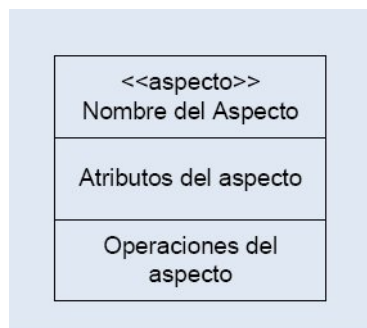 <<aspecto>>
Nombre del Aspecto
Atributos del aspecto
Operaciones del
aspecto